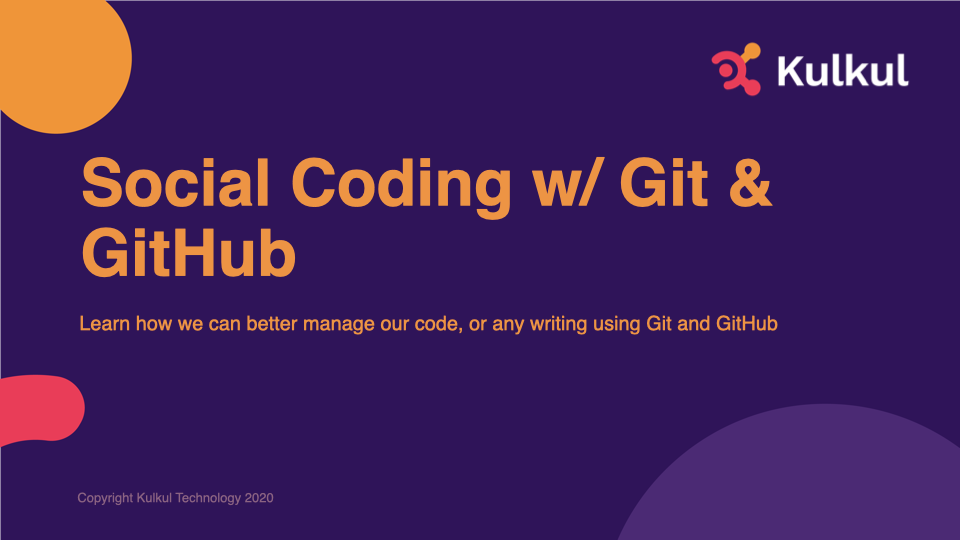 Kulkul
Social Coding w/ Git &
GitHub
Learn how we can better manage our code, or any writing using Git and GitHub
Copyright Kulkul Technology 2020